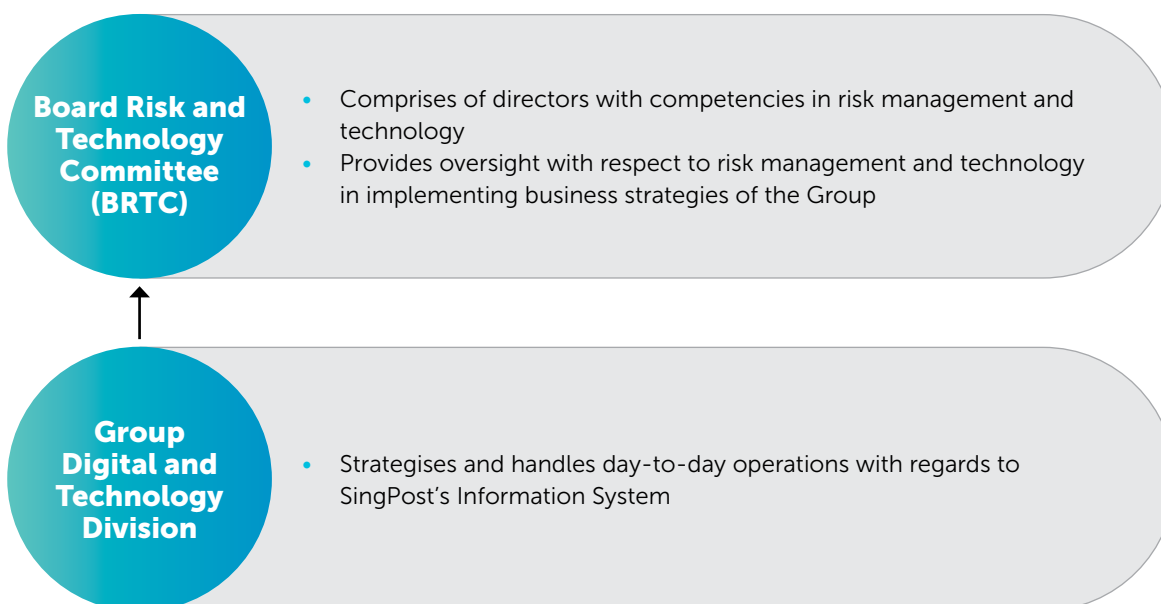 Board Risk and
Technology
Committee
(BRTC)
• Comprises of directors with competencies in risk management and
technology
• Provides oversight with respect to risk management and technology
in implementing business strategies of the Group
Group
Digital and
Technology
Division
• Strategises and handles day-to-day operations with regards to
SingPost’s Information System